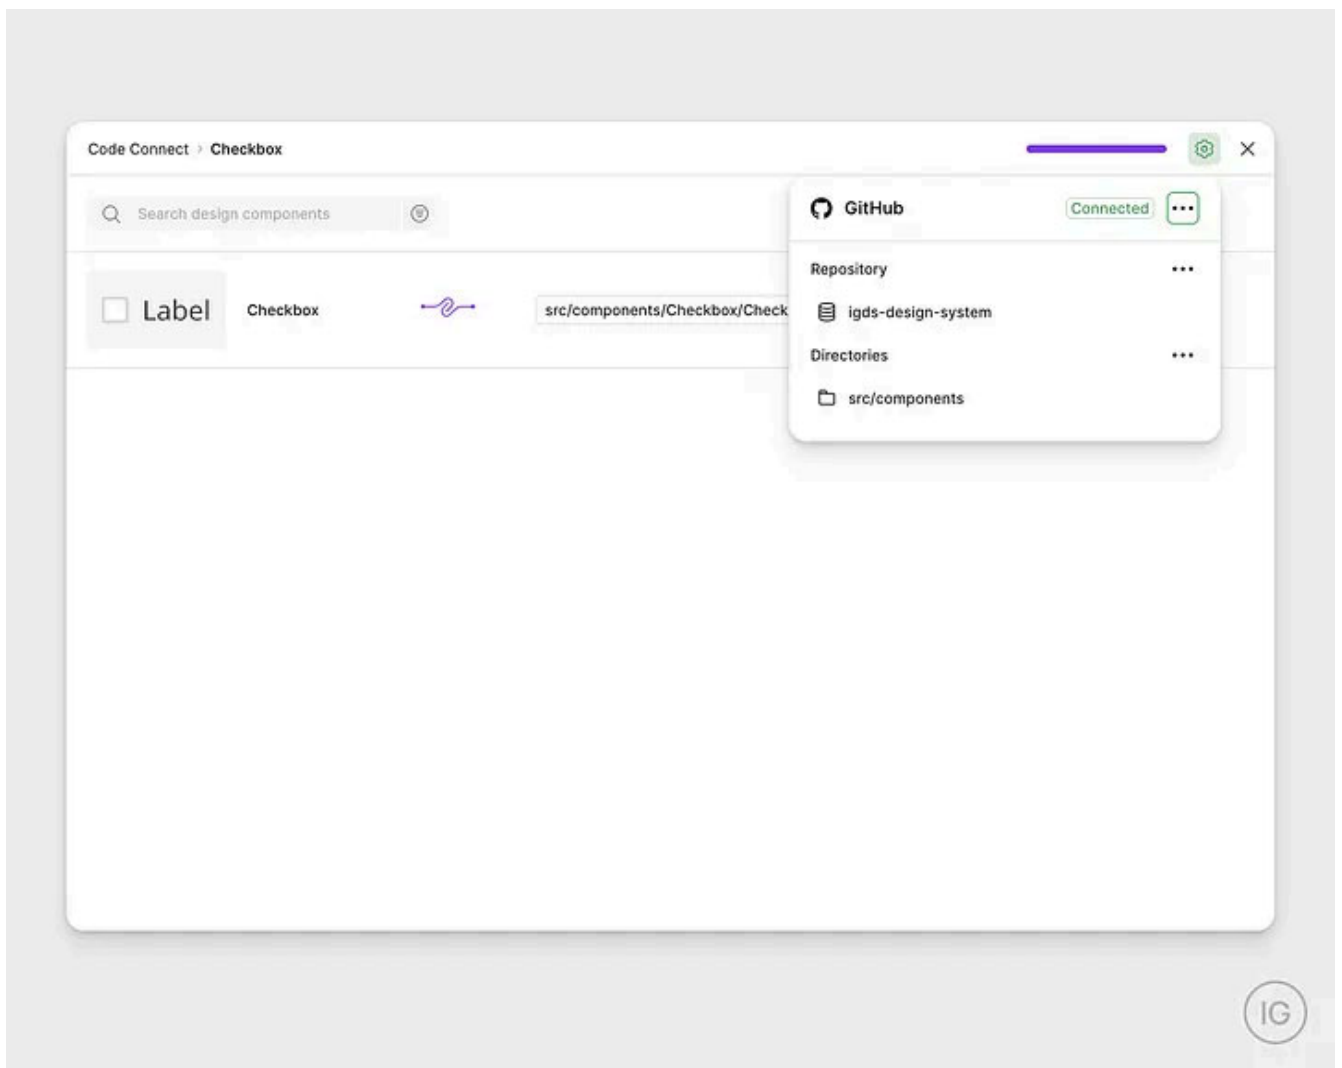 Code Connect > Checkbox
Search design components
GitHub
Connected
Repository
igds-design-system
Directories
src/components
Label
Checkbox
src/components/Checkbox/Check
IG